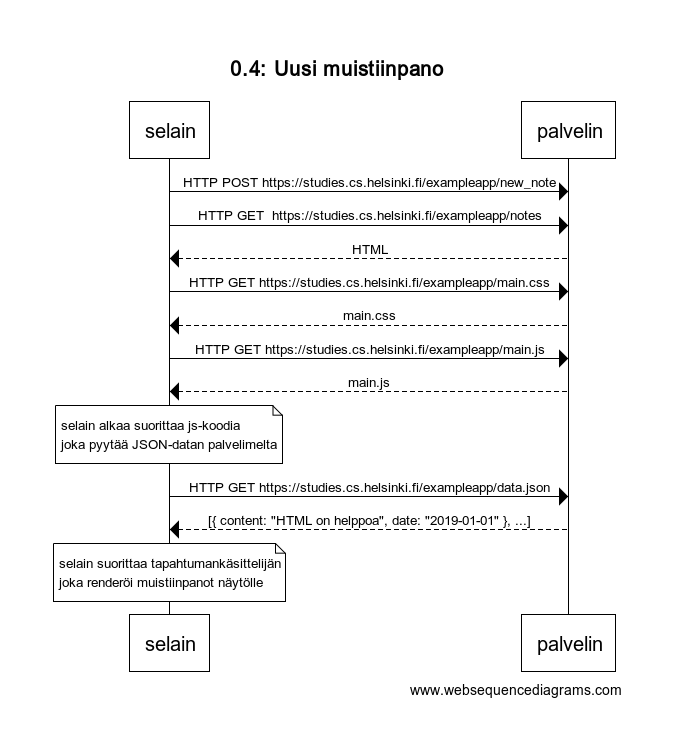 0.4: Uusi muistiinpano
selain palvelin
HTTP POST https://studies.cs.helsinki.fi/exampleapp/new_note
HTTP GET  https://studies.cs.helsinki.fi/exampleapp/notes
HTML
HTTP GET https://studies.cs.helsinki.fi/exampleapp/main.css
main.css
HTTP GET https://studies.cs.helsinki.fi/exampleapp/main.js
main.js
selain alkaa suorittaa js-koodia
joka pyytää JSON-datan palvelimelta
HTTP GET https://studies.cs.helsinki.fi/exampleapp/data.json
[{ content: "HTML on helppoa", date: "2019-01-01" }, ...]
selain suorittaa tapahtumankäsittelijän
joka renderöi muistiinpanot näytölle
selain palvelin
www.websequencediagrams.com